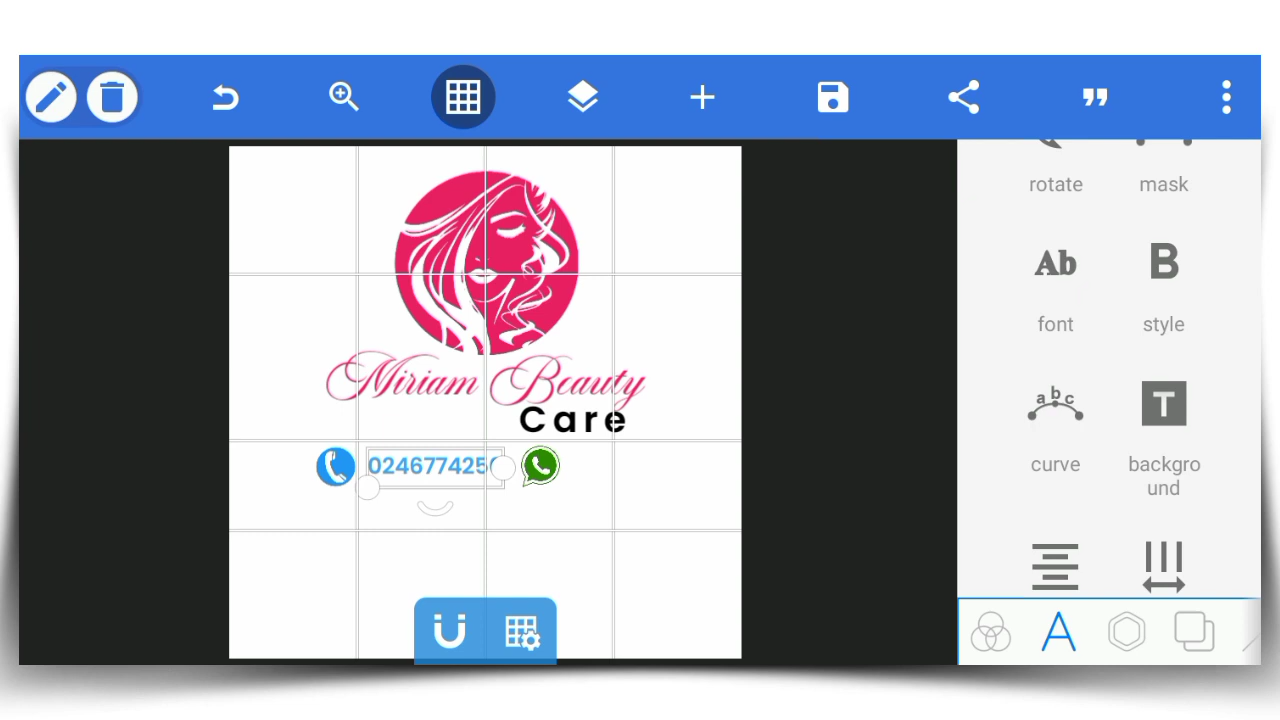 rotate mask
Ab B
font style
Miriam Beauty
Care
abc T
curve backgro
und
024677425
A